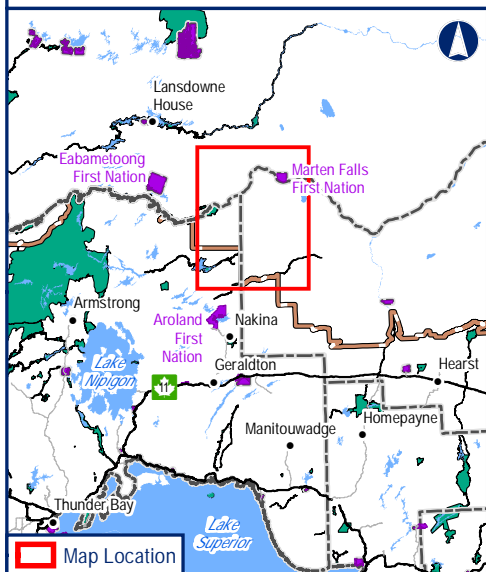 Lansdowne
House
Eabametoong
First Nation
Marten Falls
First Nation
Armstrong
Aroland
First
Nation
Nakina
Lake
Nipigon
Geraldton
Hearst
11
Manitouwadge
Homepayne
Thunder Bay
Lake
Superior
Map Location